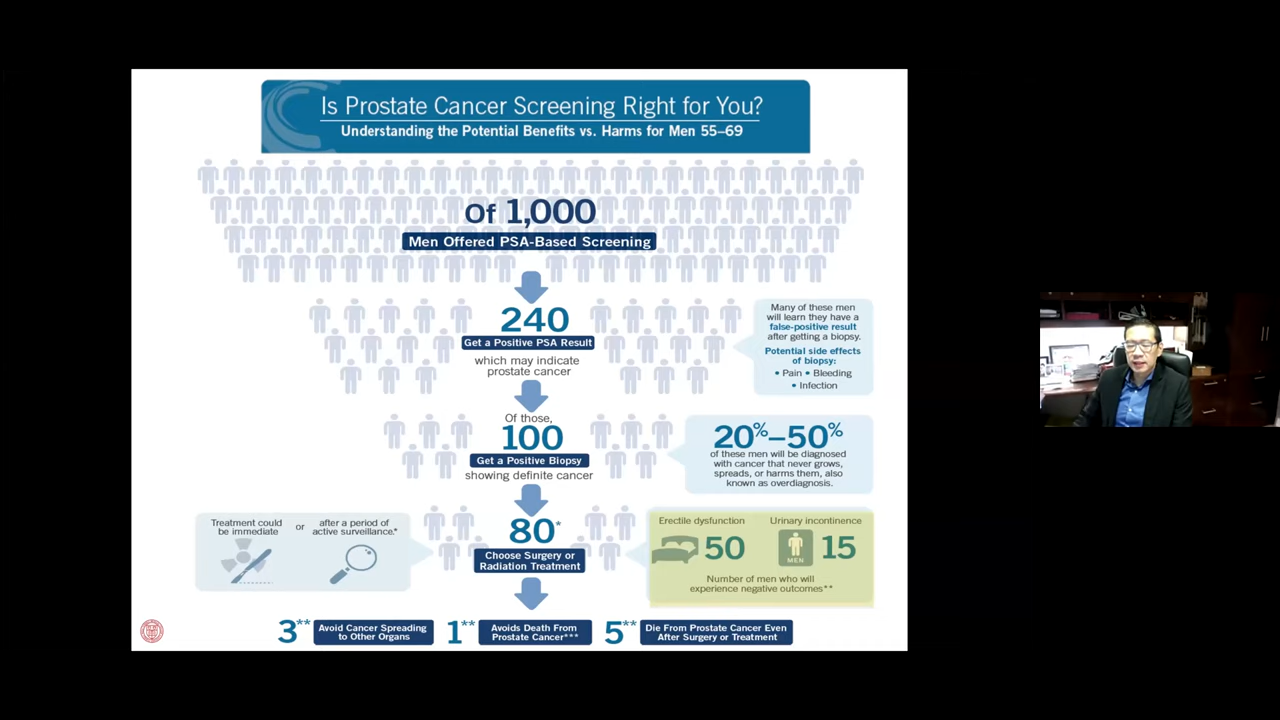 Is Prostate Cancer Screening Right for You?
Understanding the Potential Benefits vs. Harms for Men 55–69
Of 1,000
Men Offered PSA-Based Screening
240
Get a Positive PSA Result
which may indicate
prostate cancer
Many of these men
will learn they have a
false-positive result
after getting a biopsy.
Potential side effects
of biopsy:
• Pain • Bleeding
• Infection
Of those,
100
Get a Positive Biopsy
showing definite cancer
20%–50%
of these men will be diagnosed
with cancer that never grows,
spreads, or harms them, also
known as overdiagnosis.
Treatment could
be immediate
or
after a period of
active surveillance.*
80*
Choose Surgery or
Radiation Treatment
Erectile dysfunction
50
Urinary incontinence
MEN
15
Number of men who will
experience negative outcomes**
3**
Avoid Cancer Spreading
to Other Organs
1**
Avoids Death From
Prostate Cancer***
5**
Die From Prostate Cancer Even
After Surgery or Treatment